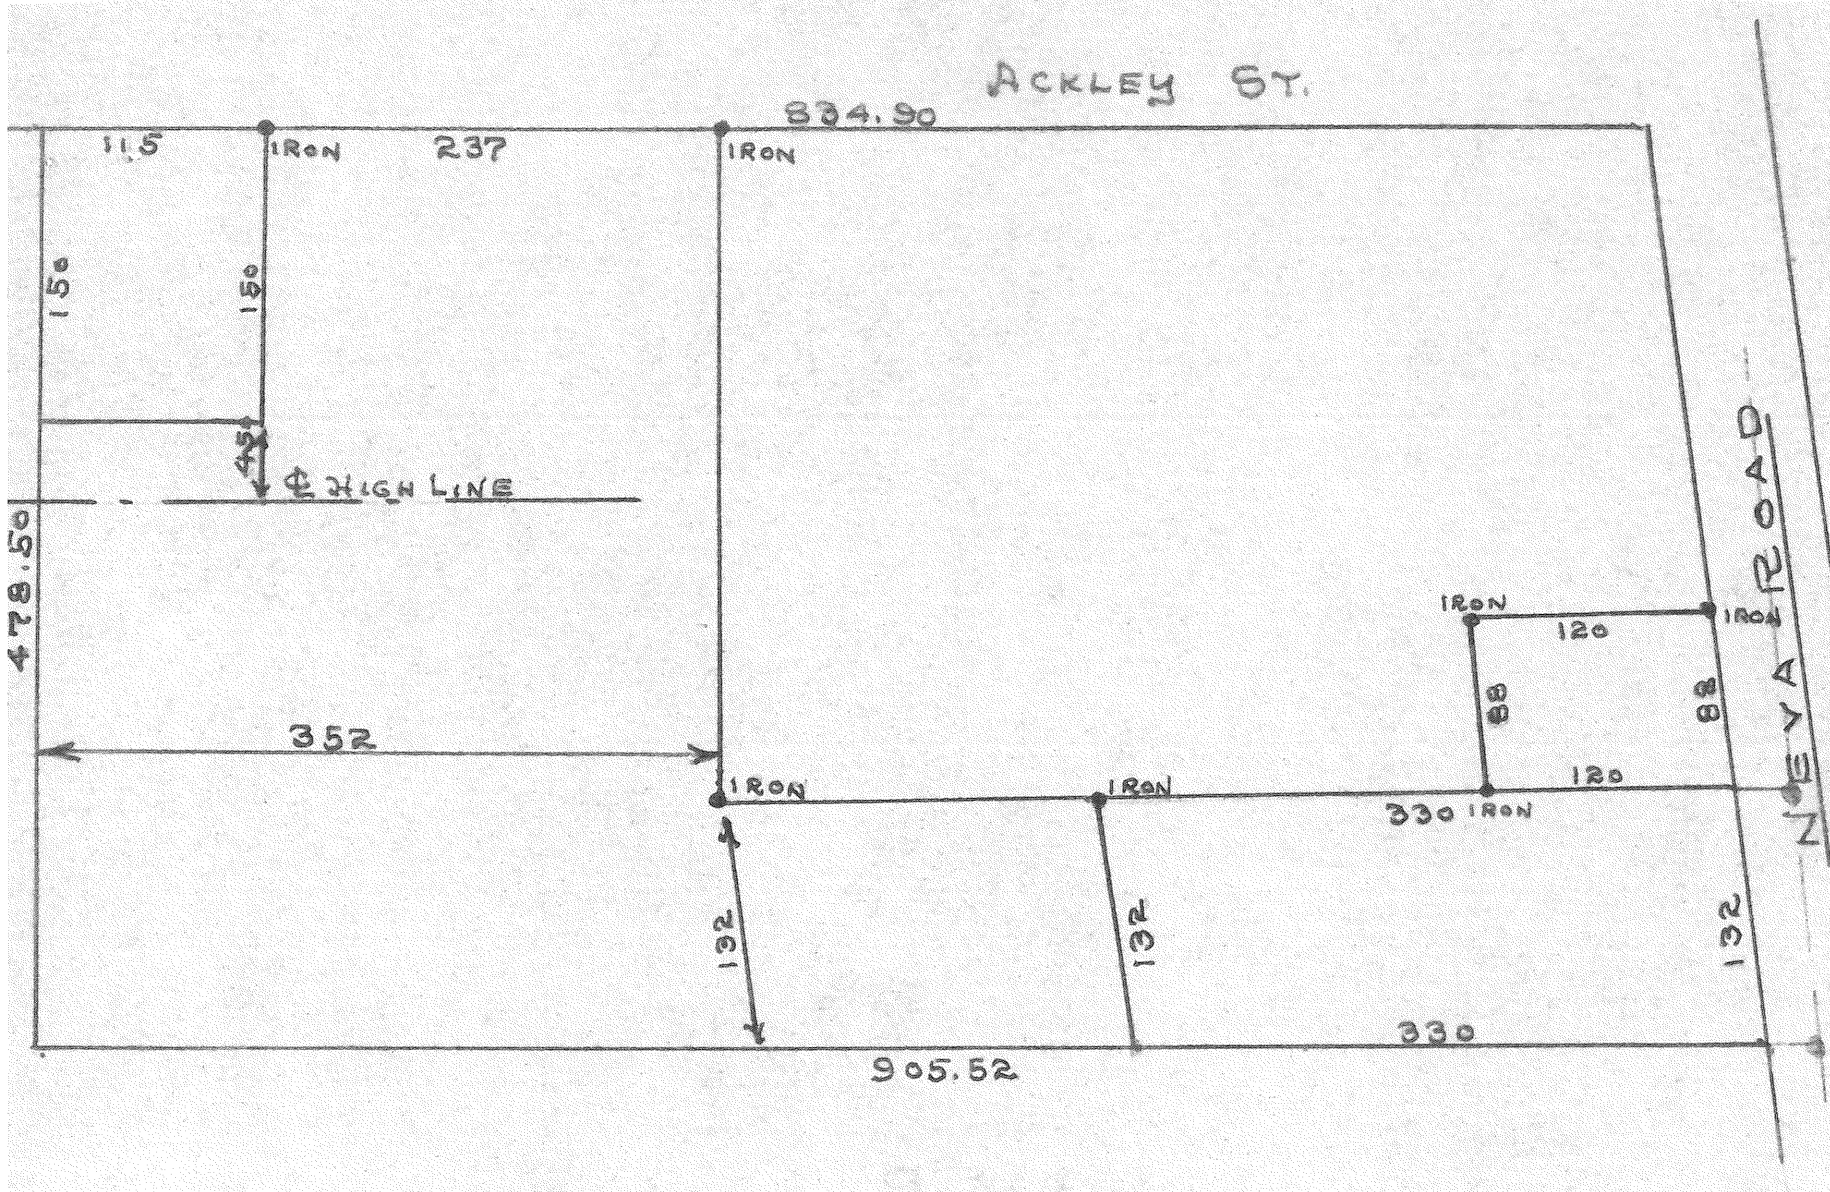 ACKLEY ST.
834.90
115
IRON
237
IRON
150
150
45
℄ HIGH LINE
478.50
ROAD
IRON
120
IRON
88
88
NEVA
352
IRON
IRON
120
330
IRON
132
132
132
330
905.52